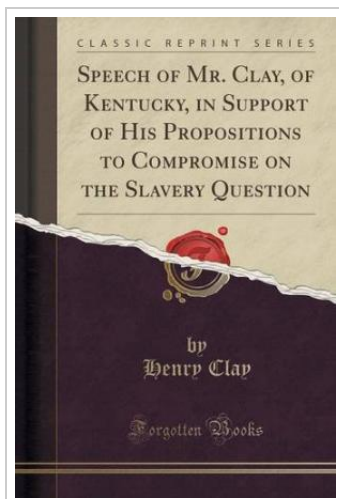 CLASSIC REPRINT SERIES
SPEECH OF MR. CLAY, OF
KENTUCKY, IN SUPPORT
OF HIS PROPOSITIONS
TO COMPROMISE ON
THE SLAVERY QUESTION
by
Henry Clay
Forgotten Books